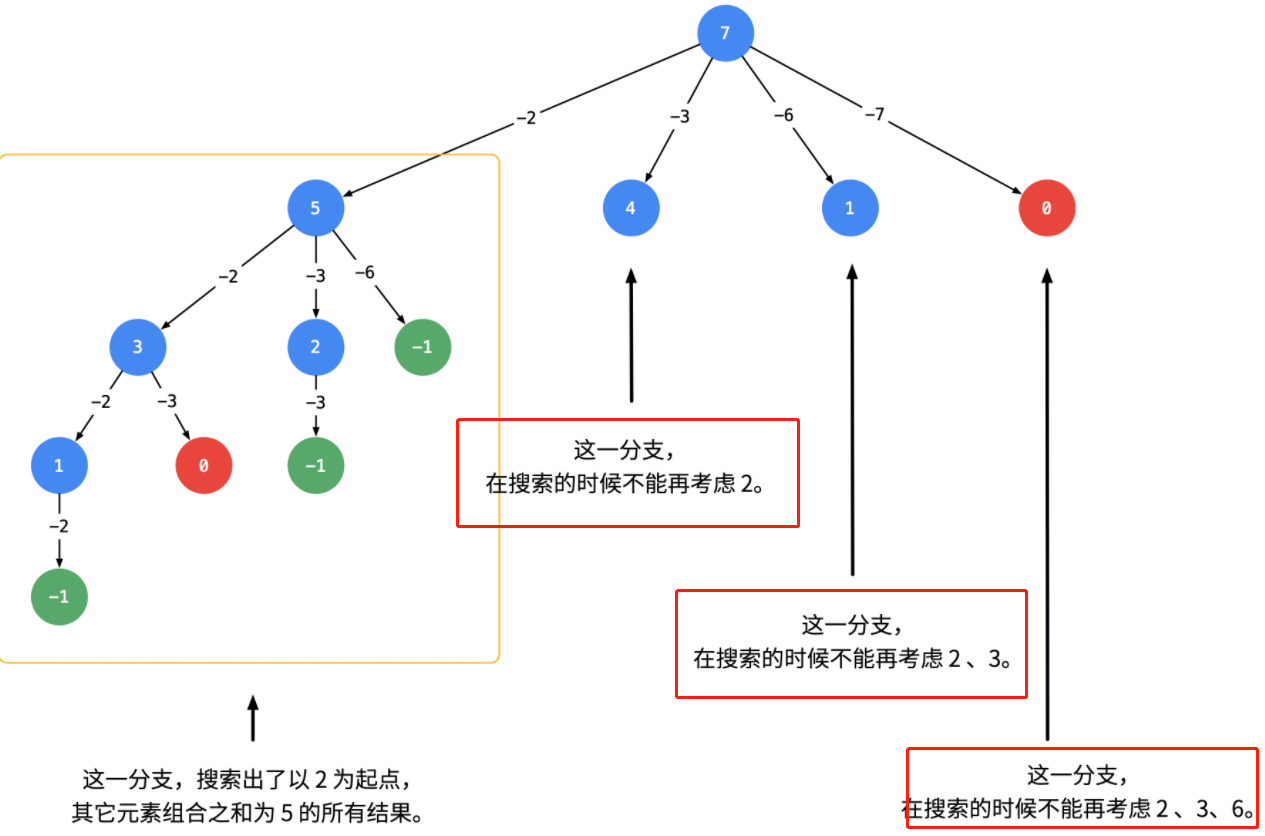 7
-2
-3
-6
-7
5
4
1
0
-2
-3
-6
3
2
-1
-2
-3
-3
1
0
-1
-2
-1
这一分支，
在搜索的时候不能再考虑 2。
这一分支，
在搜索的时候不能再考虑 2 、3。
这一分支，
在搜索的时候不能再考虑 2 、3、6。
这一分支，搜索出了以 2 为起点，
其它元素组合之和为 5 的所有结果。